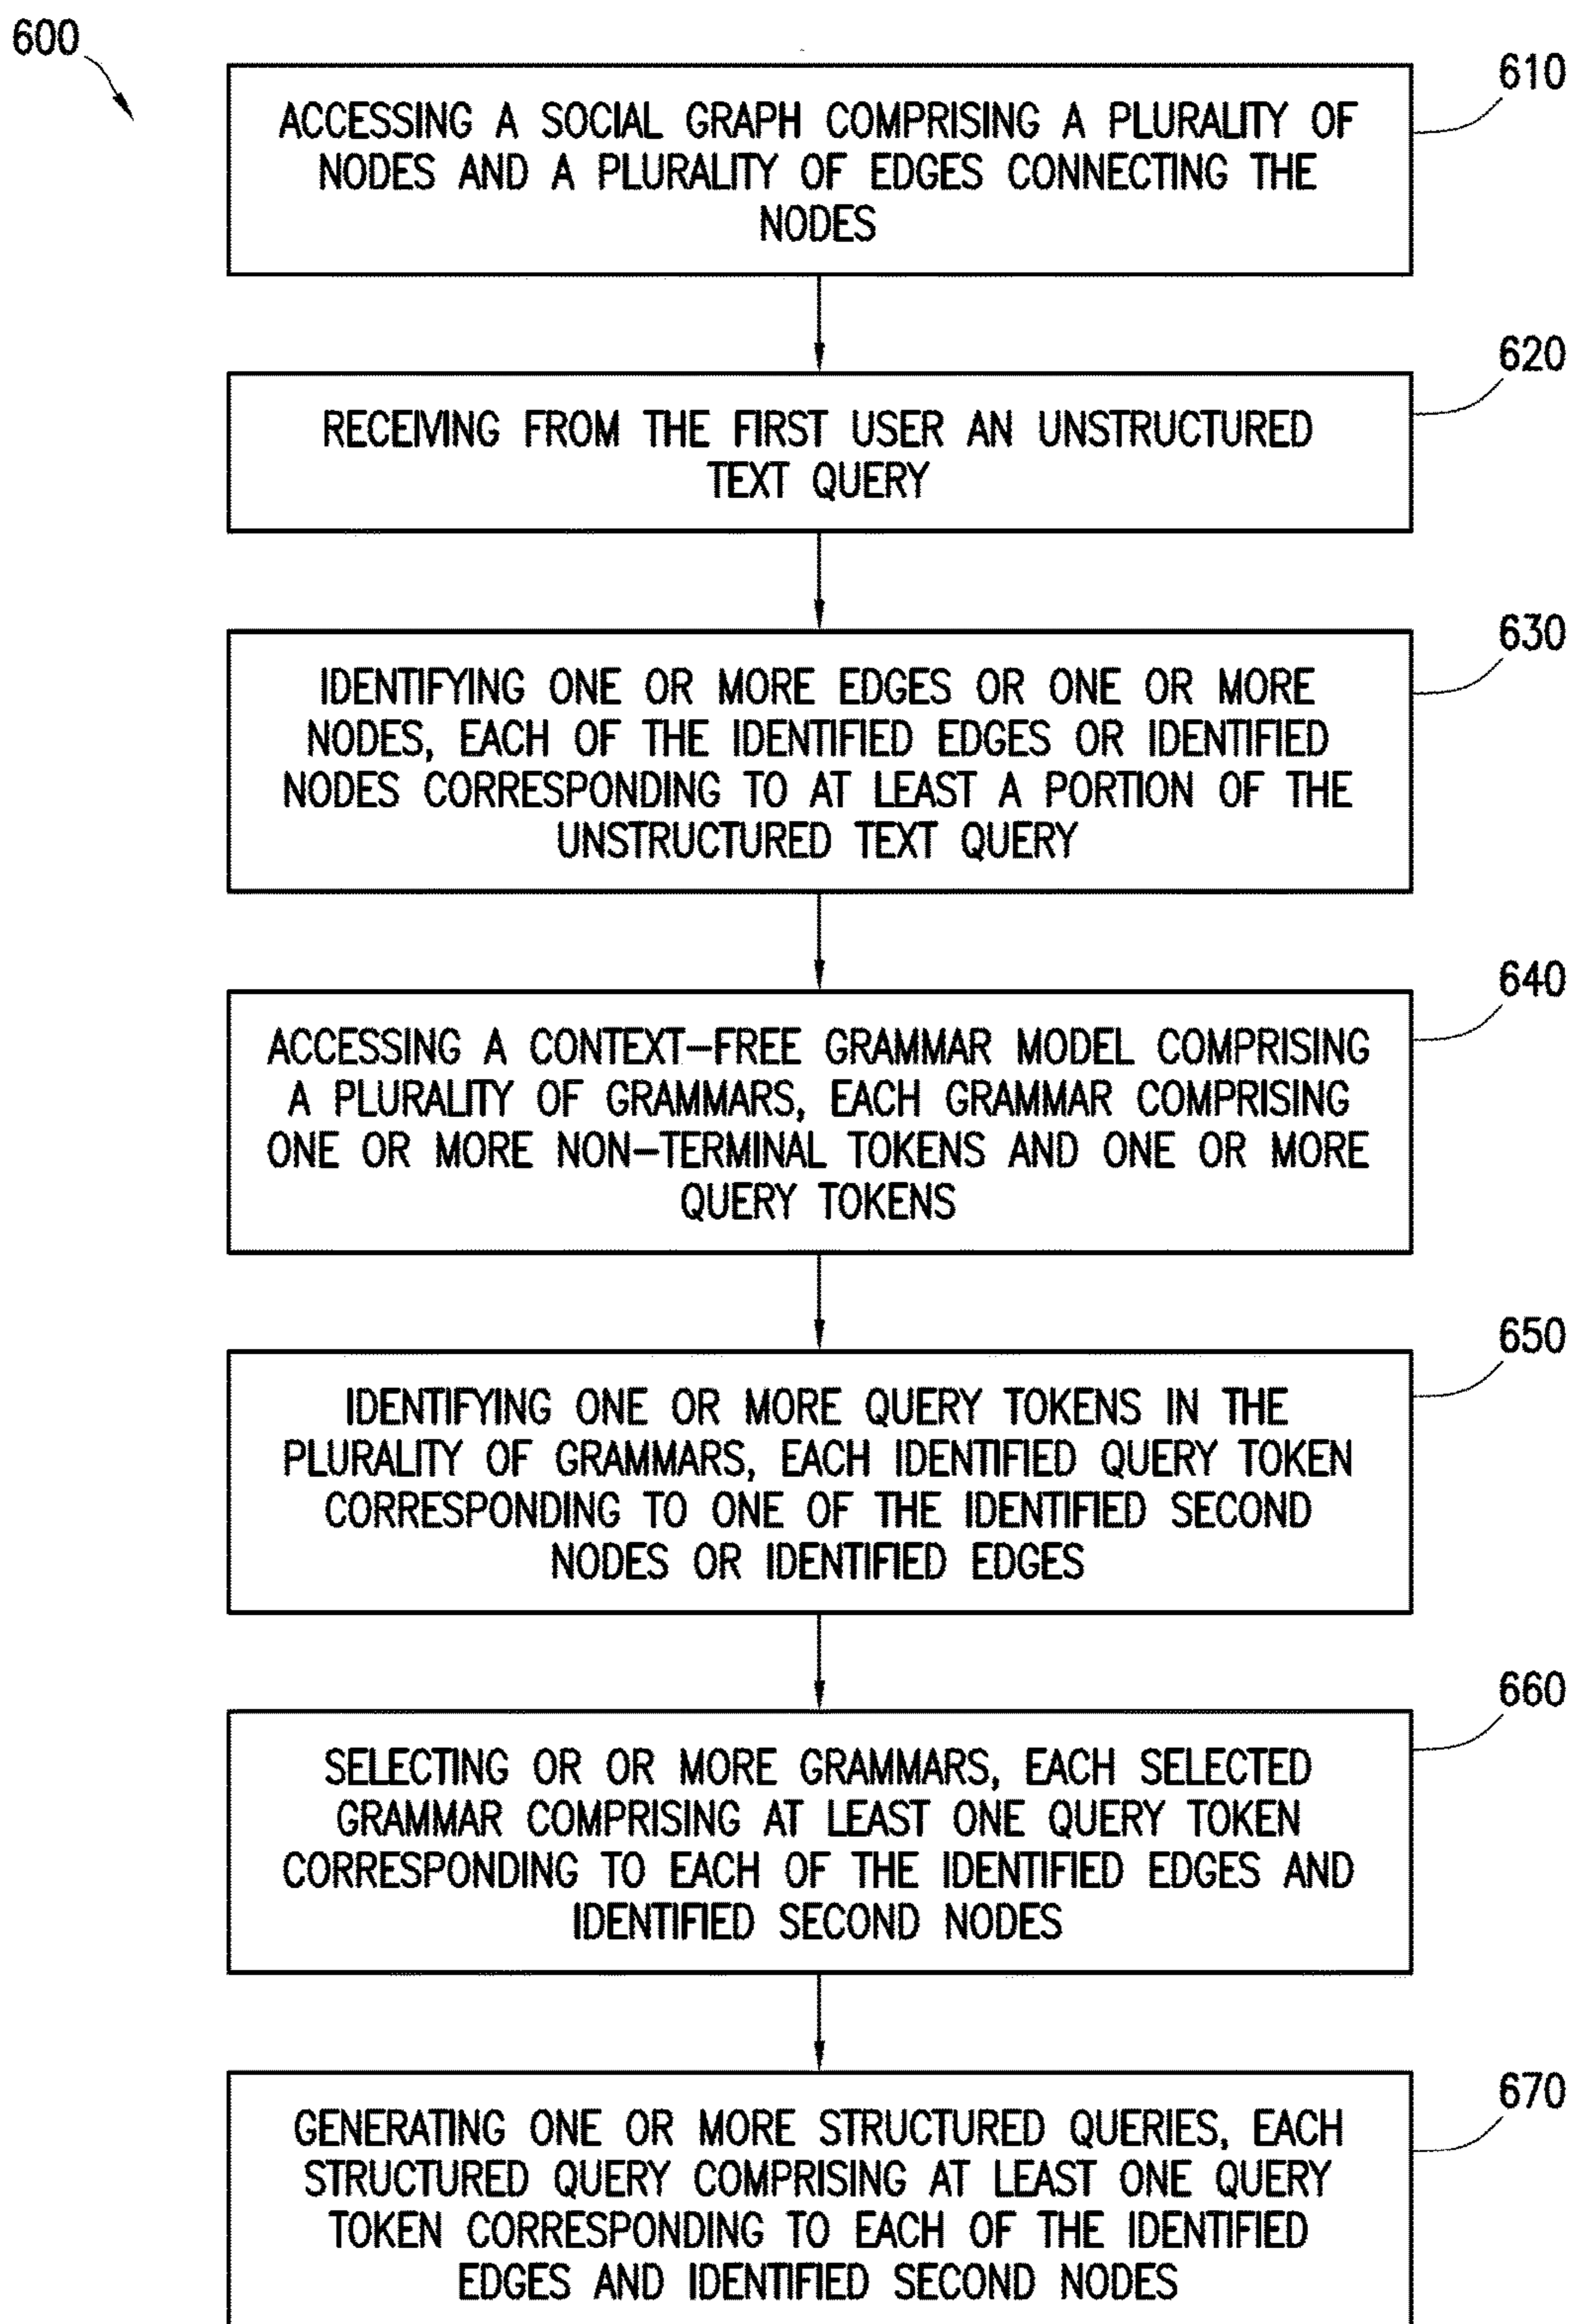 600
610
ACCESSING A SOCIAL GRAPH COMPRISING A PLURALITY OF
NODES AND A PLURALITY OF EDGES CONNECTING THE
NODES
620
RECEIVING FROM THE FIRST USER AN UNSTRUCTURED
TEXT QUERY
630
IDENTIFYING ONE OR MORE EDGES OR ONE OR MORE
NODES, EACH OF THE IDENTIFIED EDGES OR IDENTIFIED
NODES CORRESPONDING TO AT LEAST A PORTION OF THE
UNSTRUCTURED TEXT QUERY
640
ACCESSING A CONTEXT-FREE GRAMMAR MODEL COMPRISING
A PLURALITY OF GRAMMARS, EACH GRAMMAR COMPRISING
ONE OR MORE NON-TERMINAL TOKENS AND ONE OR MORE
QUERY TOKENS
650
IDENTIFYING ONE OR MORE QUERY TOKENS IN THE
PLURALITY OF GRAMMARS, EACH IDENTIFIED QUERY TOKEN
CORRESPONDING TO ONE OF THE IDENTIFIED SECOND
NODES OR IDENTIFIED EDGES
660
SELECTING OR OR MORE GRAMMARS, EACH SELECTED
GRAMMAR COMPRISING AT LEAST ONE QUERY TOKEN
CORRESPONDING TO EACH OF THE IDENTIFIED EDGES AND
IDENTIFIED SECOND NODES
670
GENERATING ONE OR MORE STRUCTURED QUERIES, EACH
STRUCTURED QUERY COMPRISING AT LEAST ONE QUERY
TOKEN CORRESPONDING TO EACH OF THE IDENTIFIED
EDGES AND IDENTIFIED SECOND NODES